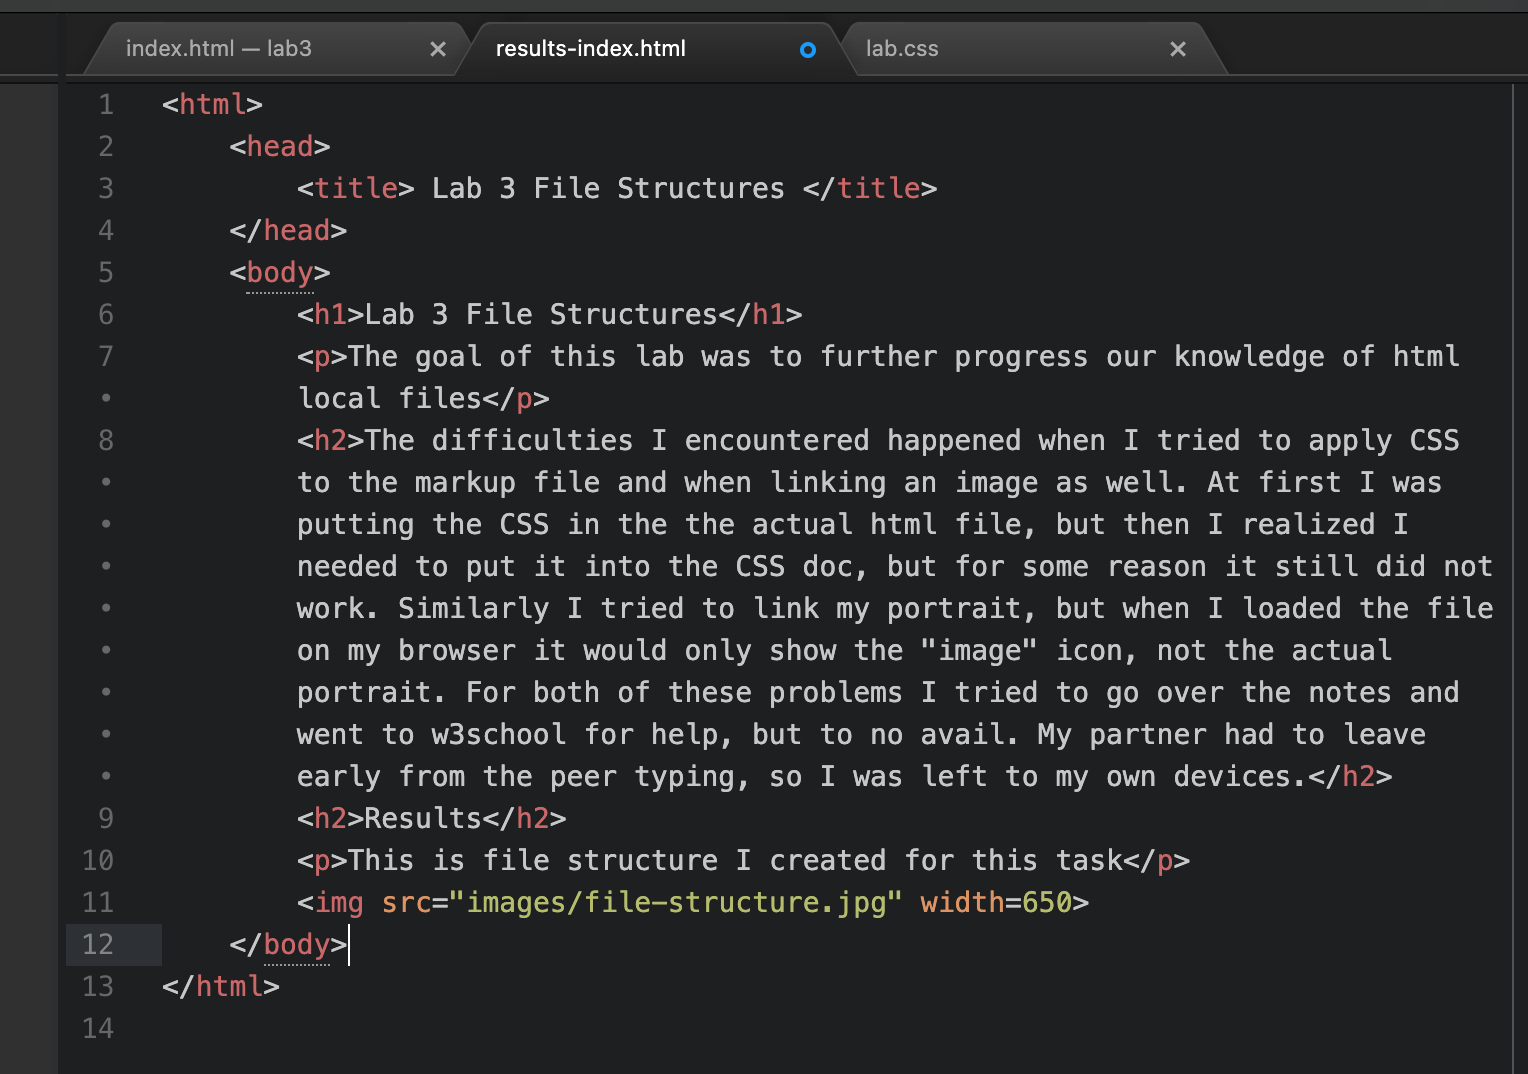 index.html — lab3 × results-index.html lab.css ×
1 <html>
2 <head>
3 <title> Lab 3 File Structures </title>
4 </head>
5 <body>
6 <h1>Lab 3 File Structures</h1>
7 <p>The goal of this lab was to further progress our knowledge of html
• local files</p>
8 <h2>The difficulties I encountered happened when I tried to apply CSS
• to the markup file and when linking an image as well. At first I was
• putting the CSS in the the actual html file, but then I realized I
• needed to put it into the CSS doc, but for some reason it still did not
• work. Similarly I tried to link my portrait, but when I loaded the file
• on my browser it would only show the "image" icon, not the actual
• portrait. For both of these problems I tried to go over the notes and
• went to w3school for help, but to no avail. My partner had to leave
• early from the peer typing, so I was left to my own devices.</h2>
9 <h2>Results</h2>
10 <p>This is file structure I created for this task</p>
11 <img src="images/file-structure.jpg" width=650>
12 </body>
13 </html>
14